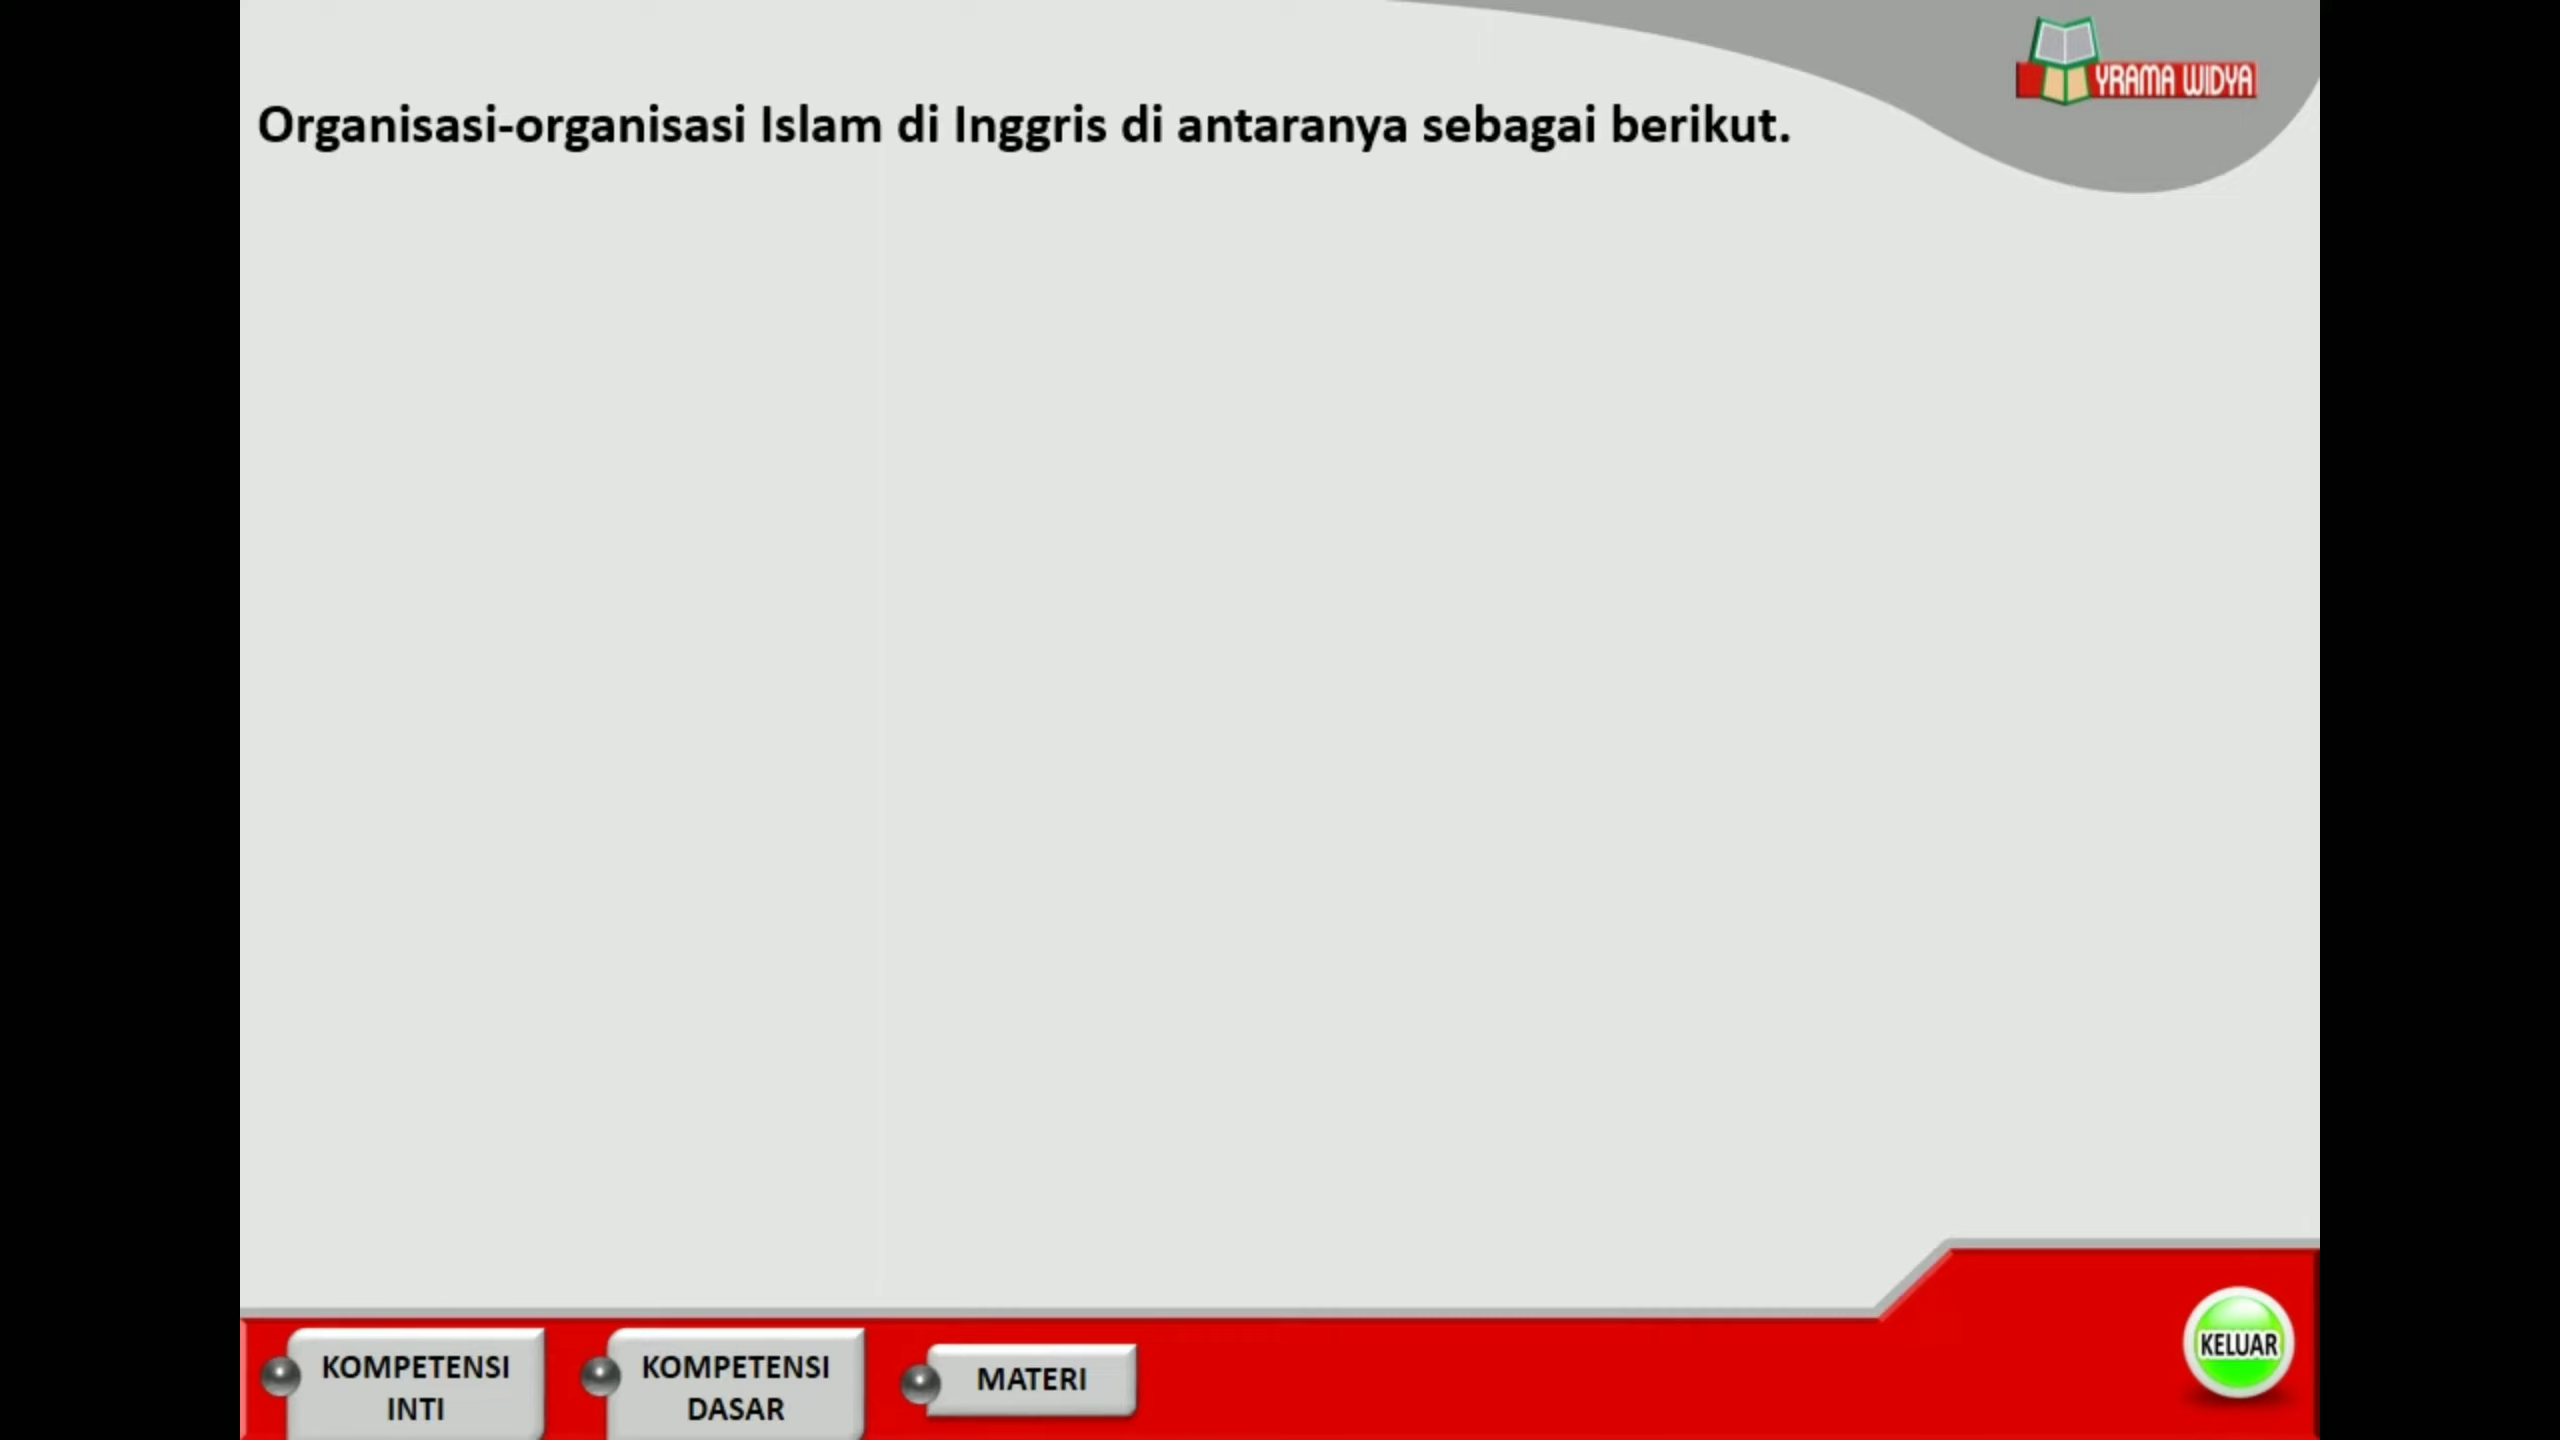 YRAMA WIDYA
Organisasi-organisasi Islam di Inggris di antaranya sebagai berikut.
KOMPETENSI
INTI
KOMPETENSI
DASAR
MATERI
KELUAR